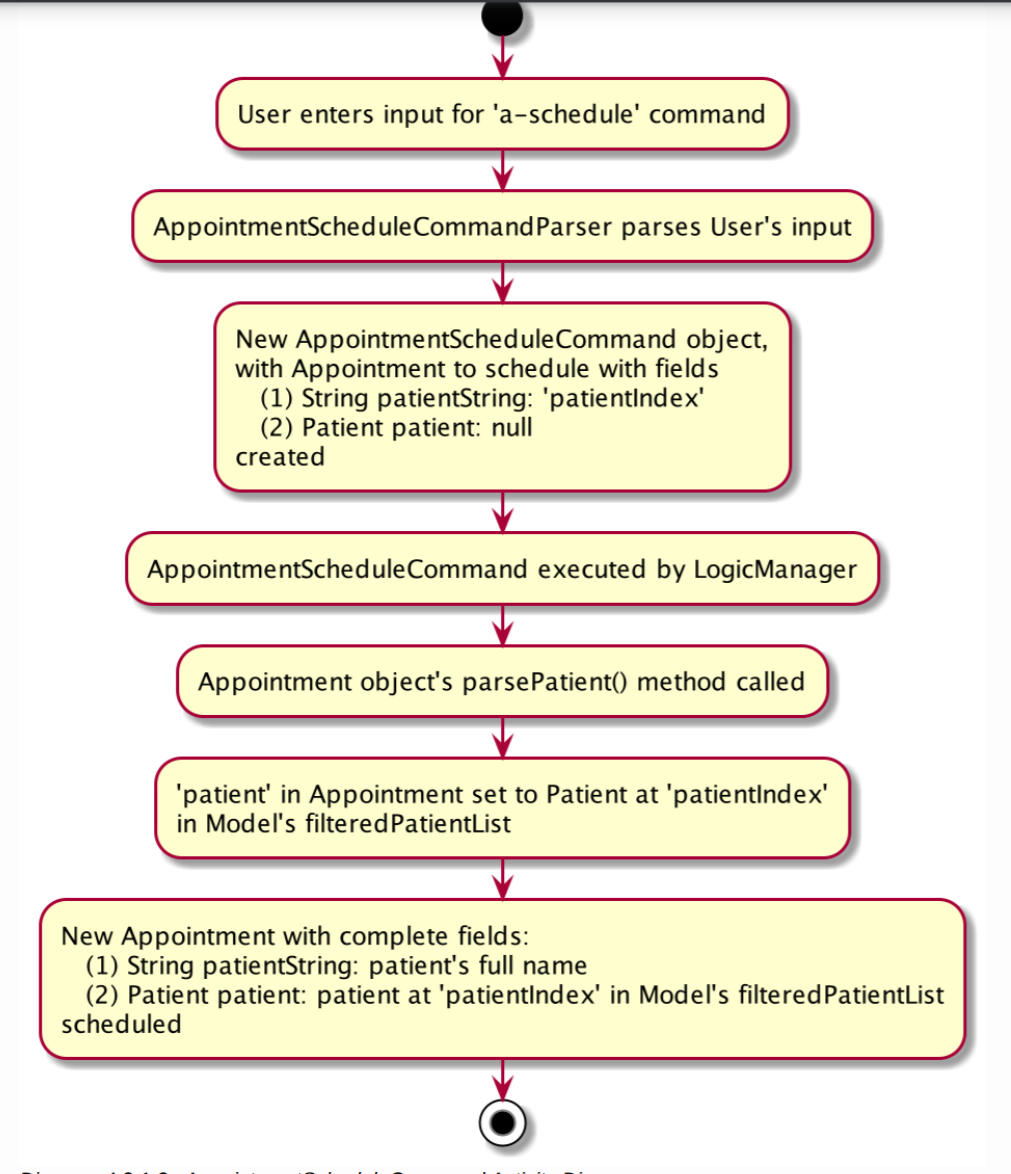 User enters input for 'a-schedule' command
AppointmentScheduleCommandParser parses User's input
New AppointmentScheduleCommand object,
with Appointment to schedule with fields
(1) String patientString: 'patientIndex'
(2) Patient patient: null
created
AppointmentScheduleCommand executed by LogicManager
Appointment object's parsePatient() method called
'patient' in Appointment set to Patient at 'patientIndex'
in Model's filteredPatientList
New Appointment with complete fields:
(1) String patientString: patient's full name
(2) Patient patient: patient at 'patientIndex' in Model's filteredPatientList
scheduled